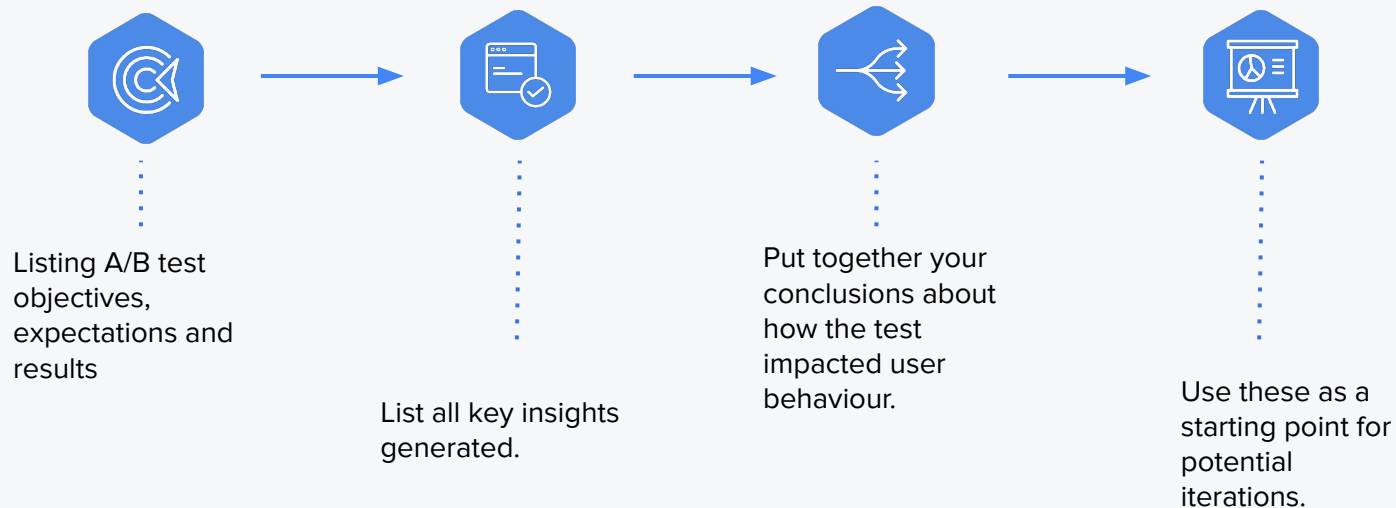 Listing A/B test
objectives,
expectations and
results
List all key insights
generated.
Put together your
conclusions about
how the test
impacted user
behaviour.
Use these as a
starting point for
potential
iterations.